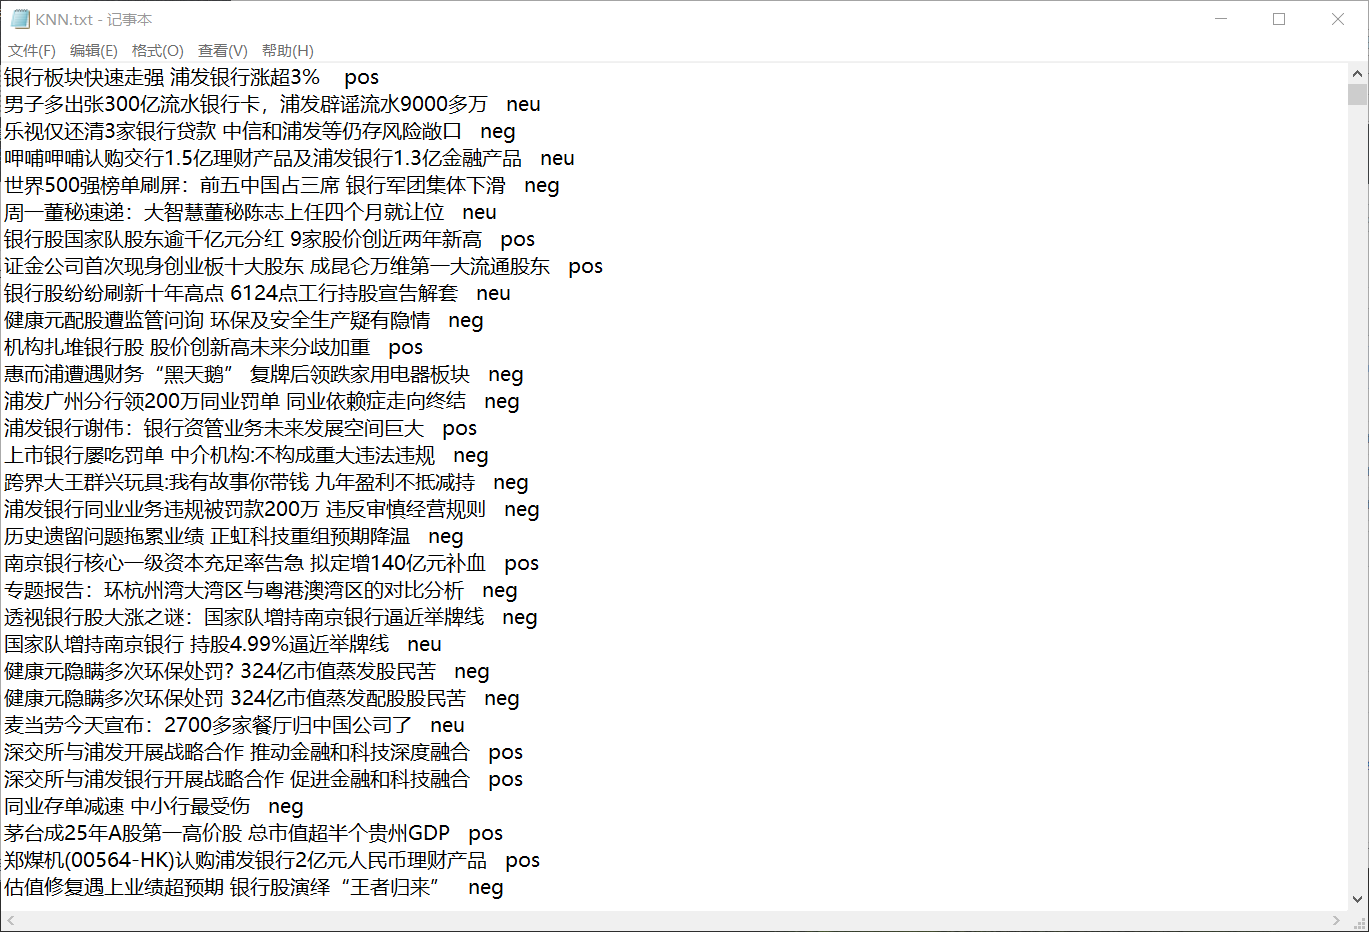 KNN.txt - 记事本
文件(F) 编辑(E) 格式(O) 查看(V) 帮助(H)
银行板块快速走强 浦发银行涨超3% pos
男子多出张300亿流水银行卡，浦发辟谣流水9000多万 neu
乐视仅还清3家银行贷款 中信和浦发等仍存风险敞口 neg
呷哺呷哺认购交行1.5亿理财产品及浦发银行1.3亿金融产品 neu
世界500强榜单刷屏：前五中国占三席 银行军团集体下滑 neg
周一董秘速递：大智慧董秘陈志上任四个月就让位 neu
银行股国家队股东逾千亿元分红 9家股价创近两年新高 pos
证金公司首次现身创业板十大股东 成昆仑万维第一大流通股东 pos
银行股纷纷刷新十年高点 6124点工行持股宣告解套 neu
健康元配股遭监管问询 环保及安全生产疑有隐情 neg
机构扎堆银行股 股价创新高未来分歧加重 pos
惠而浦遭遇财务“黑天鹅” 复牌后领跌家用电器板块 neg
浦发广州分行领200万同业罚单 同业依赖症走向终结 neg
浦发银行谢伟：银行资管业务未来发展空间巨大 pos
上市银行屡吃罚单 中介机构:不构成重大违法违规 neg
跨界大王群兴玩具:我有故事你带钱 九年盈利不抵减持 neg
浦发银行同业业务违规被罚款200万 违反审慎经营规则 neg
历史遗留问题拖累业绩 正虹科技重组预期降温 neg
南京银行核心一级资本充足率告急 拟定增140亿元补血 pos
专题报告：环杭州湾大湾区与粤港澳湾区的对比分析 neg
透视银行股大涨之谜：国家队增持南京银行逼近举牌线 neg
国家队增持南京银行 持股4.99%逼近举牌线 neu
健康元隐瞒多次环保处罚? 324亿市值蒸发股民苦 neg
健康元隐瞒多次环保处罚 324亿市值蒸发配股股民苦 neg
麦当劳今天宣布：2700多家餐厅归中国公司了 neu
深交所与浦发开展战略合作 推动金融和科技深度融合 pos
深交所与浦发银行开展战略合作 促进金融和科技融合 pos
同业存单减速 中小行最受伤 neg
茅台成25年A股第一高价股 总市值超半个贵州GDP pos
郑煤机(00564-HK)认购浦发银行2亿元人民币理财产品 pos
估值修复遇上业绩超预期 银行股演绎“王者归来” neg